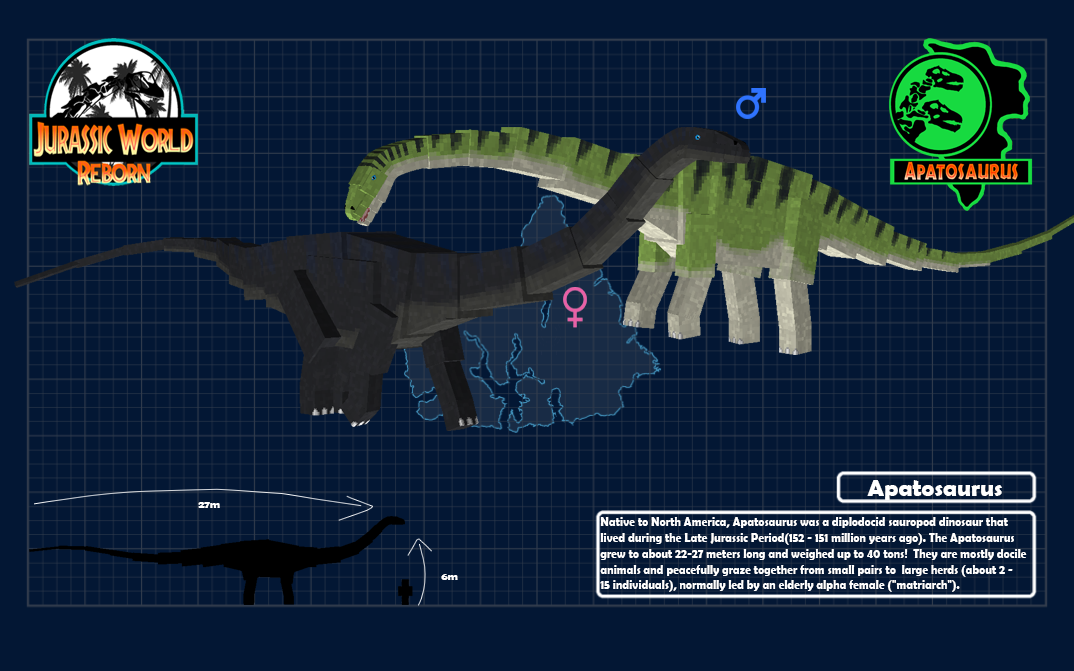 JURASSIC WORLD
REBORN
APATOSAURUS
27m
6m
Apatosaurus
Native to North America, Apatosaurus was a diplodocid sauropod dinosaur that
lived during the Late Jurassic Period(152 - 151 million years ago). The Apatosaurus
grew to about 22-27 meters long and weighed up to 40 tons! They are mostly docile
animals and peacefully graze together from small pairs to large herds (about 2 -
15 individuals), normally led by an elderly alpha female ("matriarch").